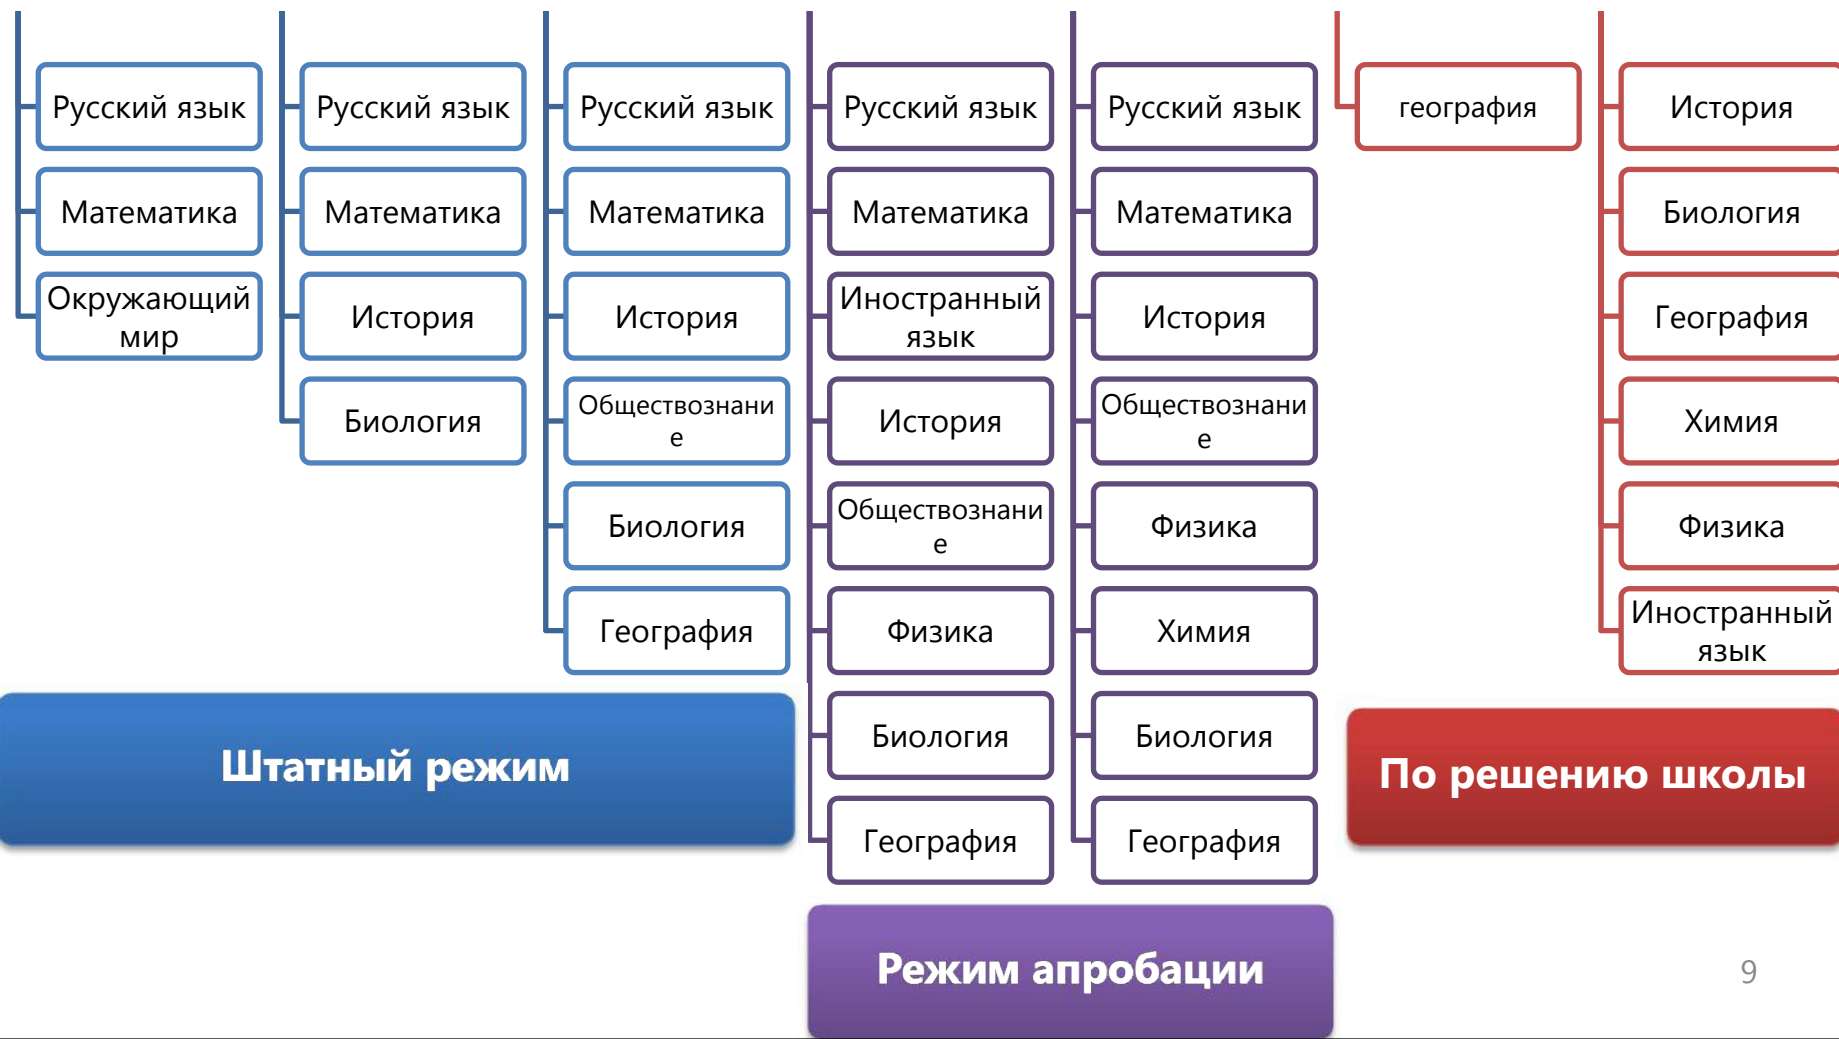 Русский язык
Математика
Окружающий
мир
Русский язык
Математика
История
Биология
Русский язык
Математика
История
Обществознани
е
Биология
География
Штатный режим
Русский язык
Математика
Иностранный
язык
История
Обществознани
е
Физика
Биология
География
Русский язык
Математика
История
Обществознани
е
Физика
Химия
Биология
География
Режим апробации
география
История
Биология
География
Химия
Физика
Иностранный
язык
По решению школы
9